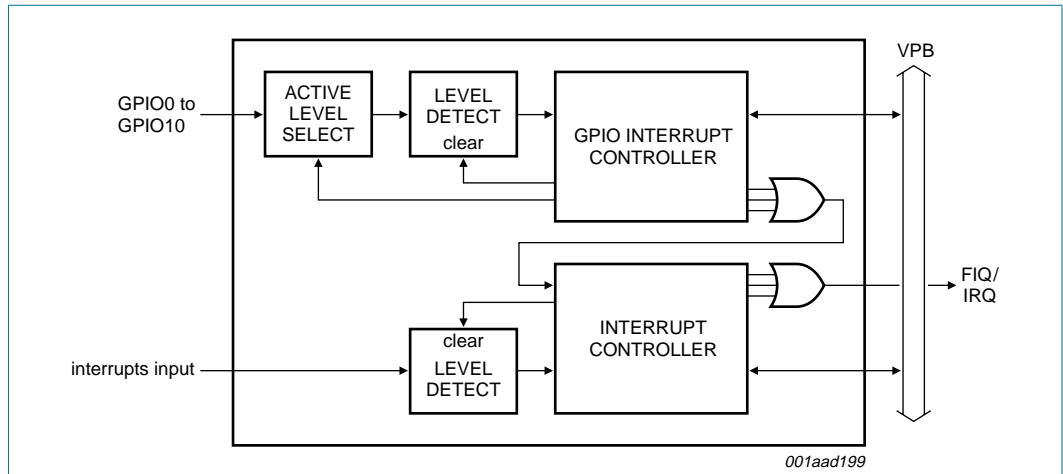 VPB
GPIO0 to
GPIO10
ACTIVE
LEVEL
SELECT
LEVEL
DETECT
clear
GPIO INTERRUPT
CONTROLLER
FIQ/
IRQ
interrupts input
clear
LEVEL
DETECT
INTERRUPT
CONTROLLER
001aad199